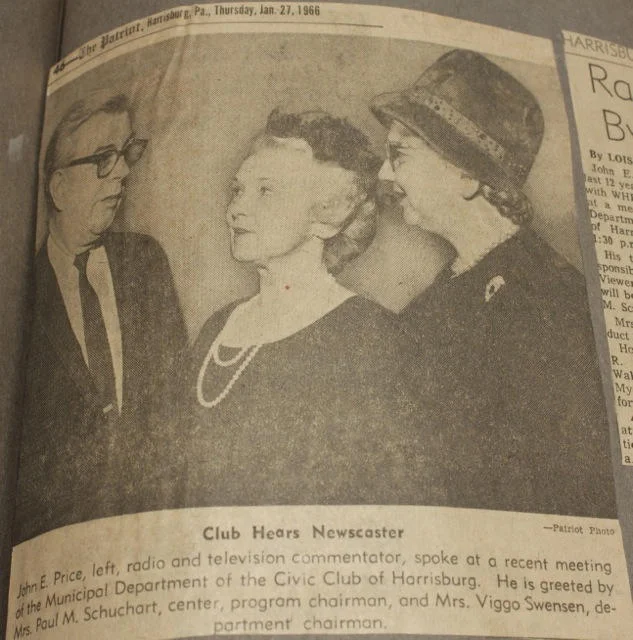 46—The Patriot, Harrisburg, Pa., Thursday, Jan. 27, 1966
Club Hears Newscaster
—Patriot Photo
John E. Price, left, radio and television commentator, spoke at a recent meeting
of the Municipal Department of the Civic Club of Harrisburg. He is greeted by
Mrs. Paul M. Schuchart, center, program chairman, and Mrs. Viggo Swensen, de-
partment chairman.
HARRISBU
Ra
By
By LOIS
John E.
last 12 yea
with WH
at a me
Departm
of Harr
1:30 p.m
His t
sponsib
Viewer
will be
M. Sc
Mrs
duct
Ho
R.
Wal
My
for
at
tie
a